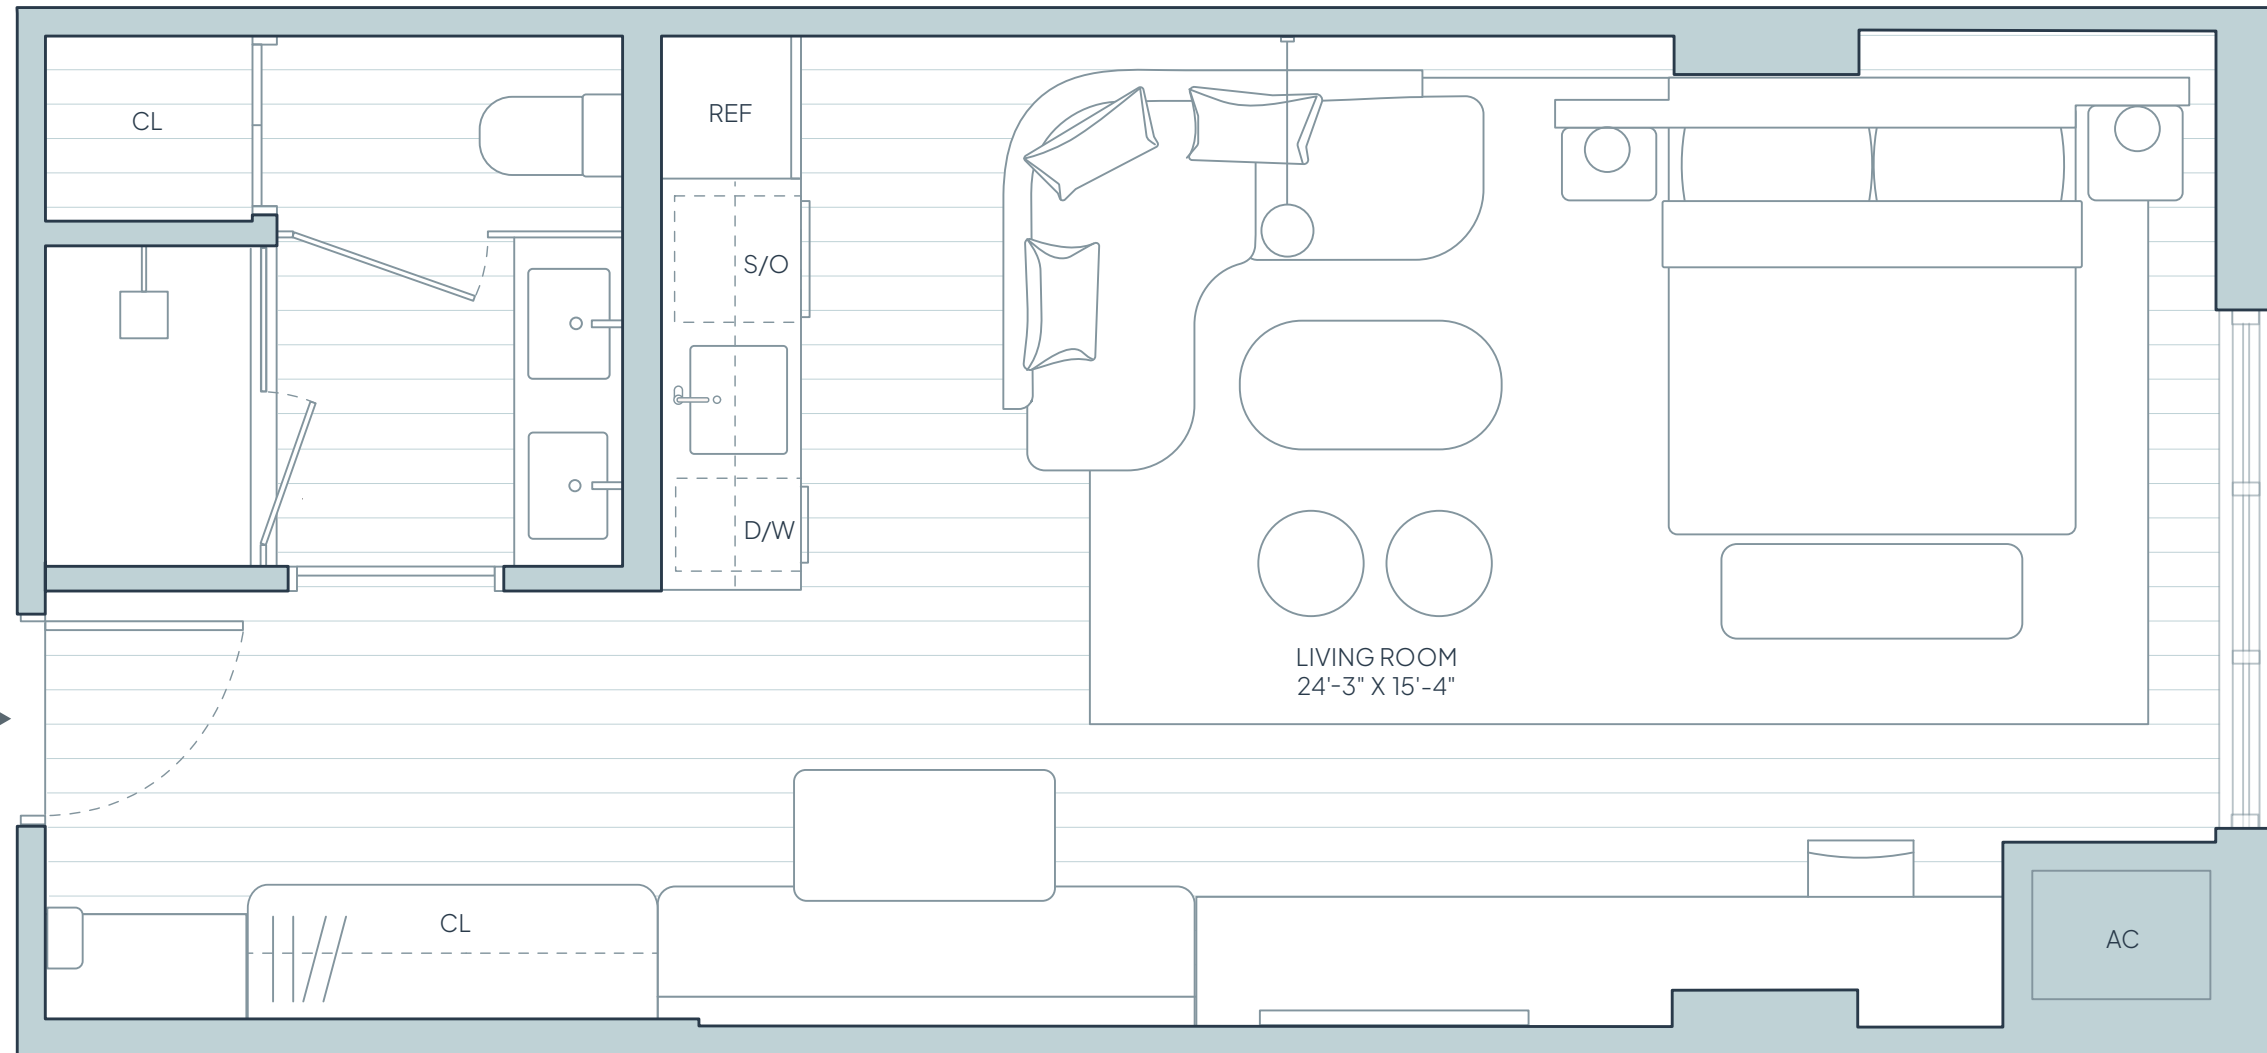 CL
REF
S/O
D/W
LIVING ROOM
24'-3" X 15'-4"
CL
AC